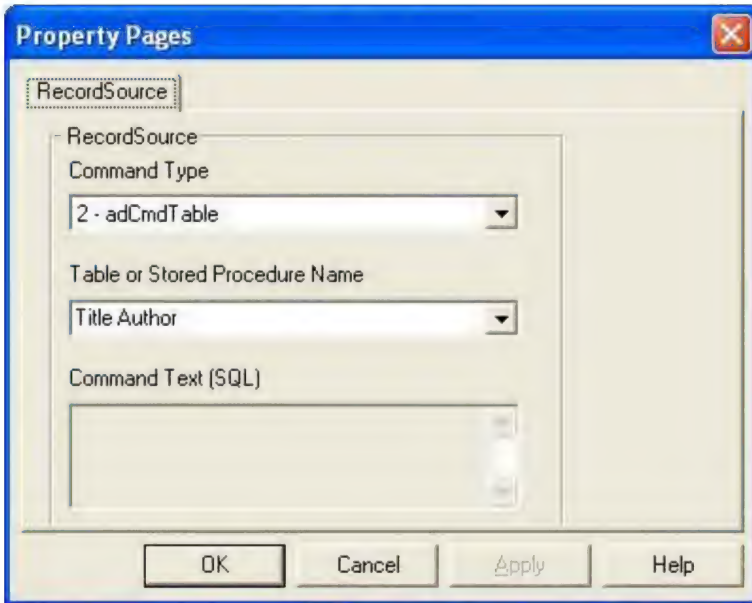 Property Pages
RecordSource
RecordSource
Command Type
2 - adCmdTable
Table or Stored Procedure Name
Title Author
Command Text (SQL)
OK Cancel Apply Help